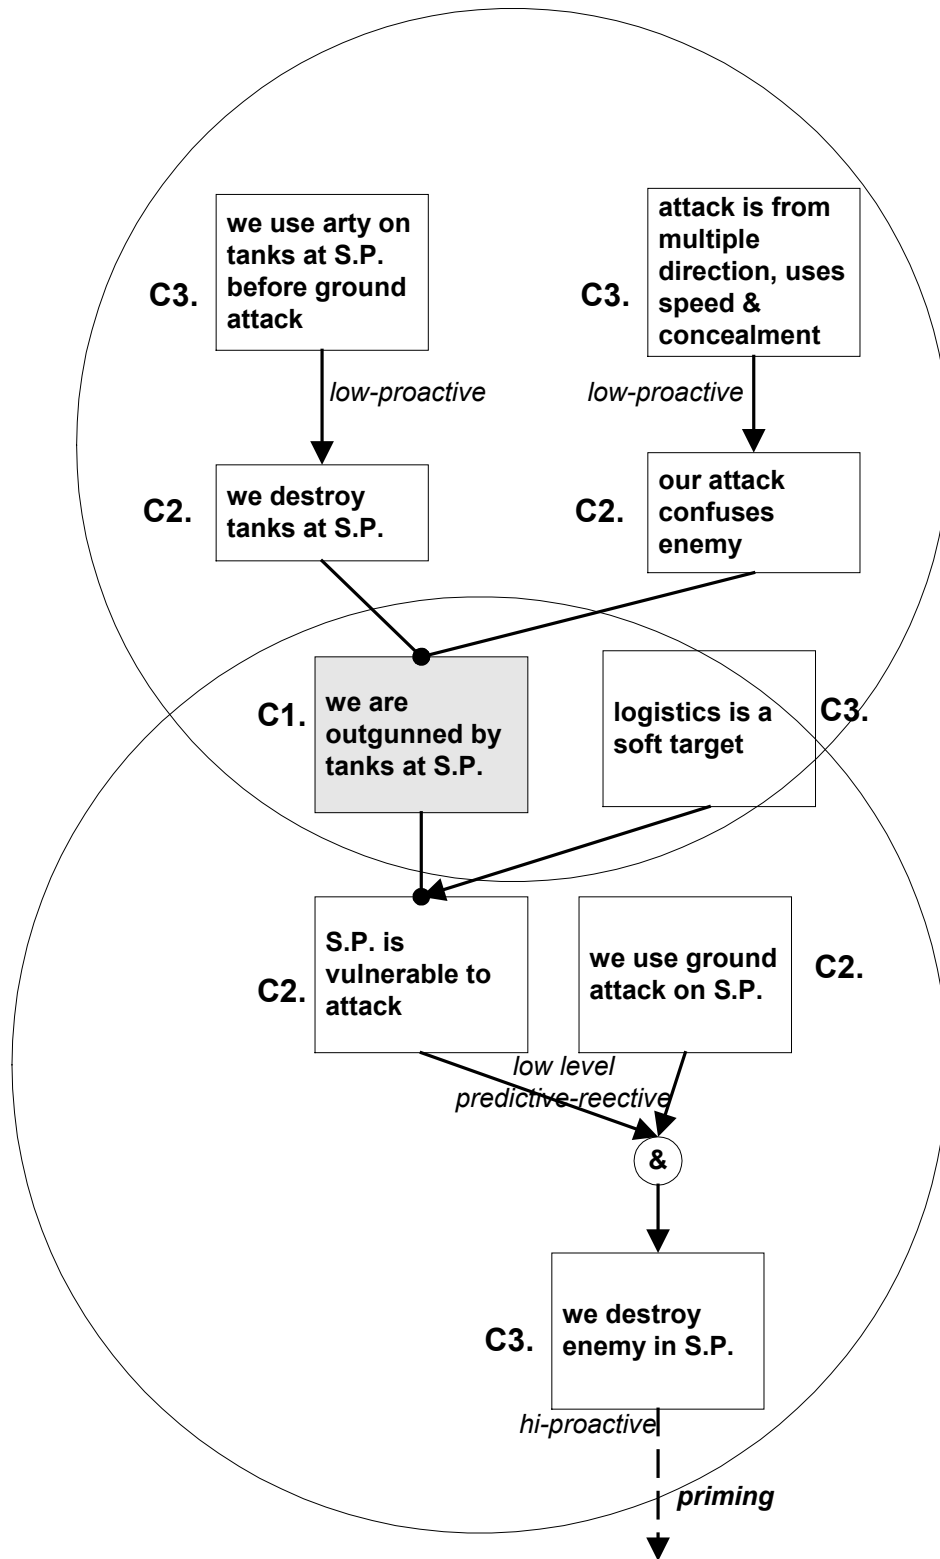 we use arty on
tanks at S.P.
before ground
attack
C3.
attack is from
multiple
direction, uses
speed &
concealment
C3.
low-proactive
low-proactive
we destroy
tanks at S.P.
C2.
our attack
confuses
enemy
C2.
we are
outgunned by
tanks at S.P.
C1.
logistics is a
soft target
C3.
S.P. is
vulnerable to
attack
C2.
we use ground
attack on S.P.
C2.
low level
predictive-reective
&
we destroy
enemy in S.P.
C3.
hi-proactive
priming